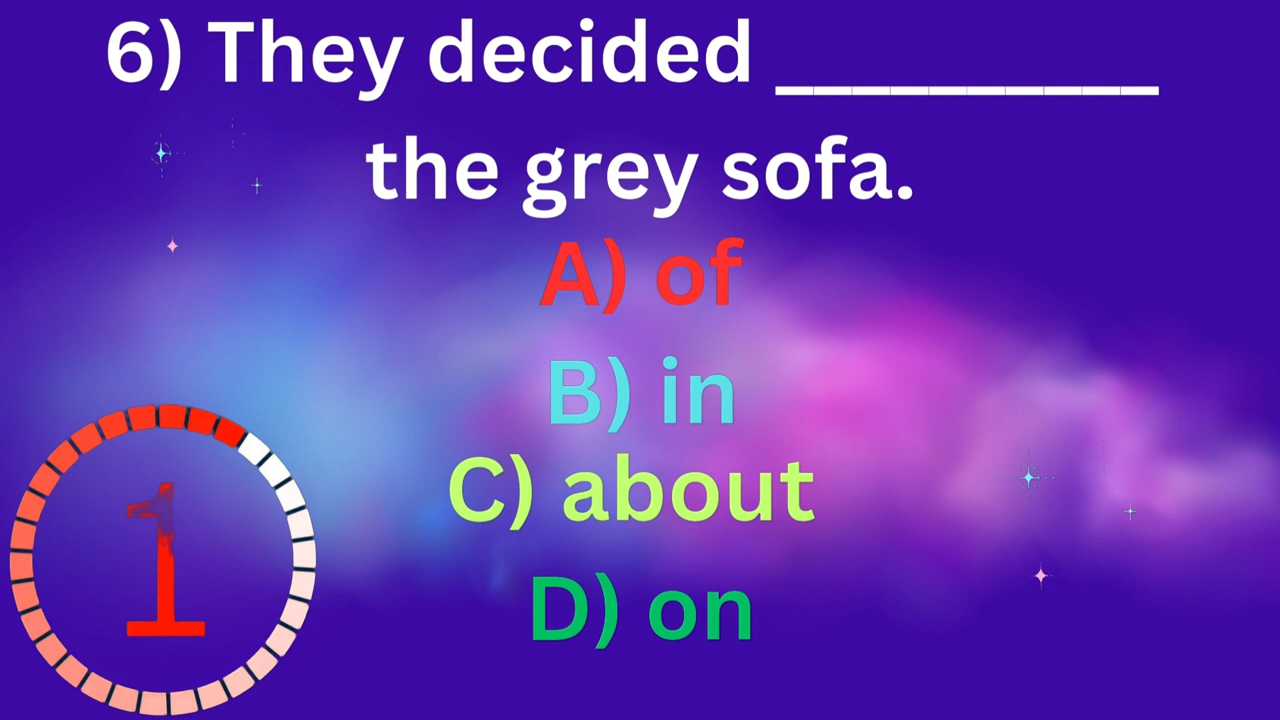 6) They decided __________
the grey sofa.
A) of
B) in
C) about
D) on
1